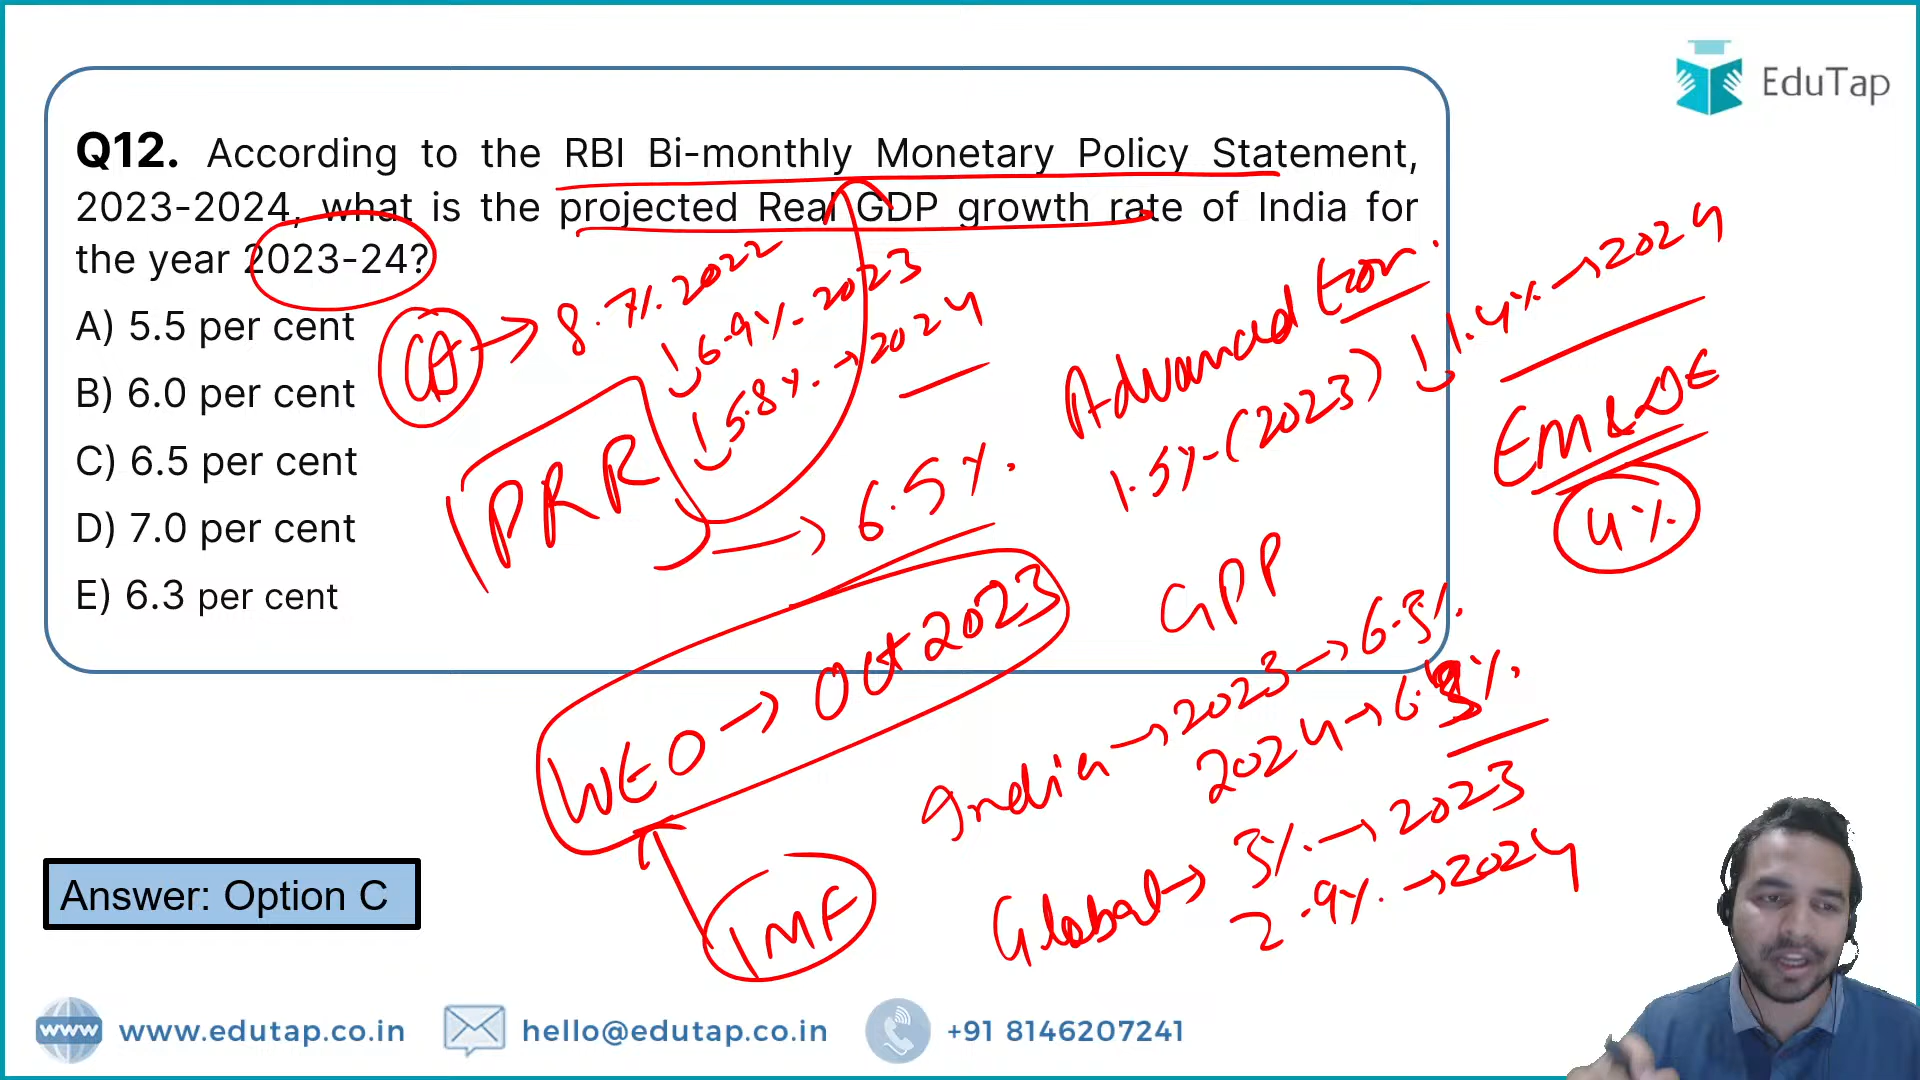 EduTap
Q12. According to the RBI Bi-monthly Monetary Policy Statement,
2023-2024, what is the projected Real GDP growth rate of India for
the year 2023-24?
A) 5.5 per cent
B) 6.0 per cent
C) 6.5 per cent
D) 7.0 per cent
E) 6.3 per cent
8.7%. 2022
6.9%. 2023
5.8%. → 2024
PRR
→ 6.5%.
Advanced
1.5% - (2023)
1.4% → 2024
EM & DE
4%
GPP
WEO → Oct 2023
IMF
India → 2023 → 6.3%.
2024 → 6.3%.
Global → 3%. → 2023
2.9%. → 2024
Answer: Option C
www
www.edutap.co.in
hello@edutap.co.in
+91 8146207241